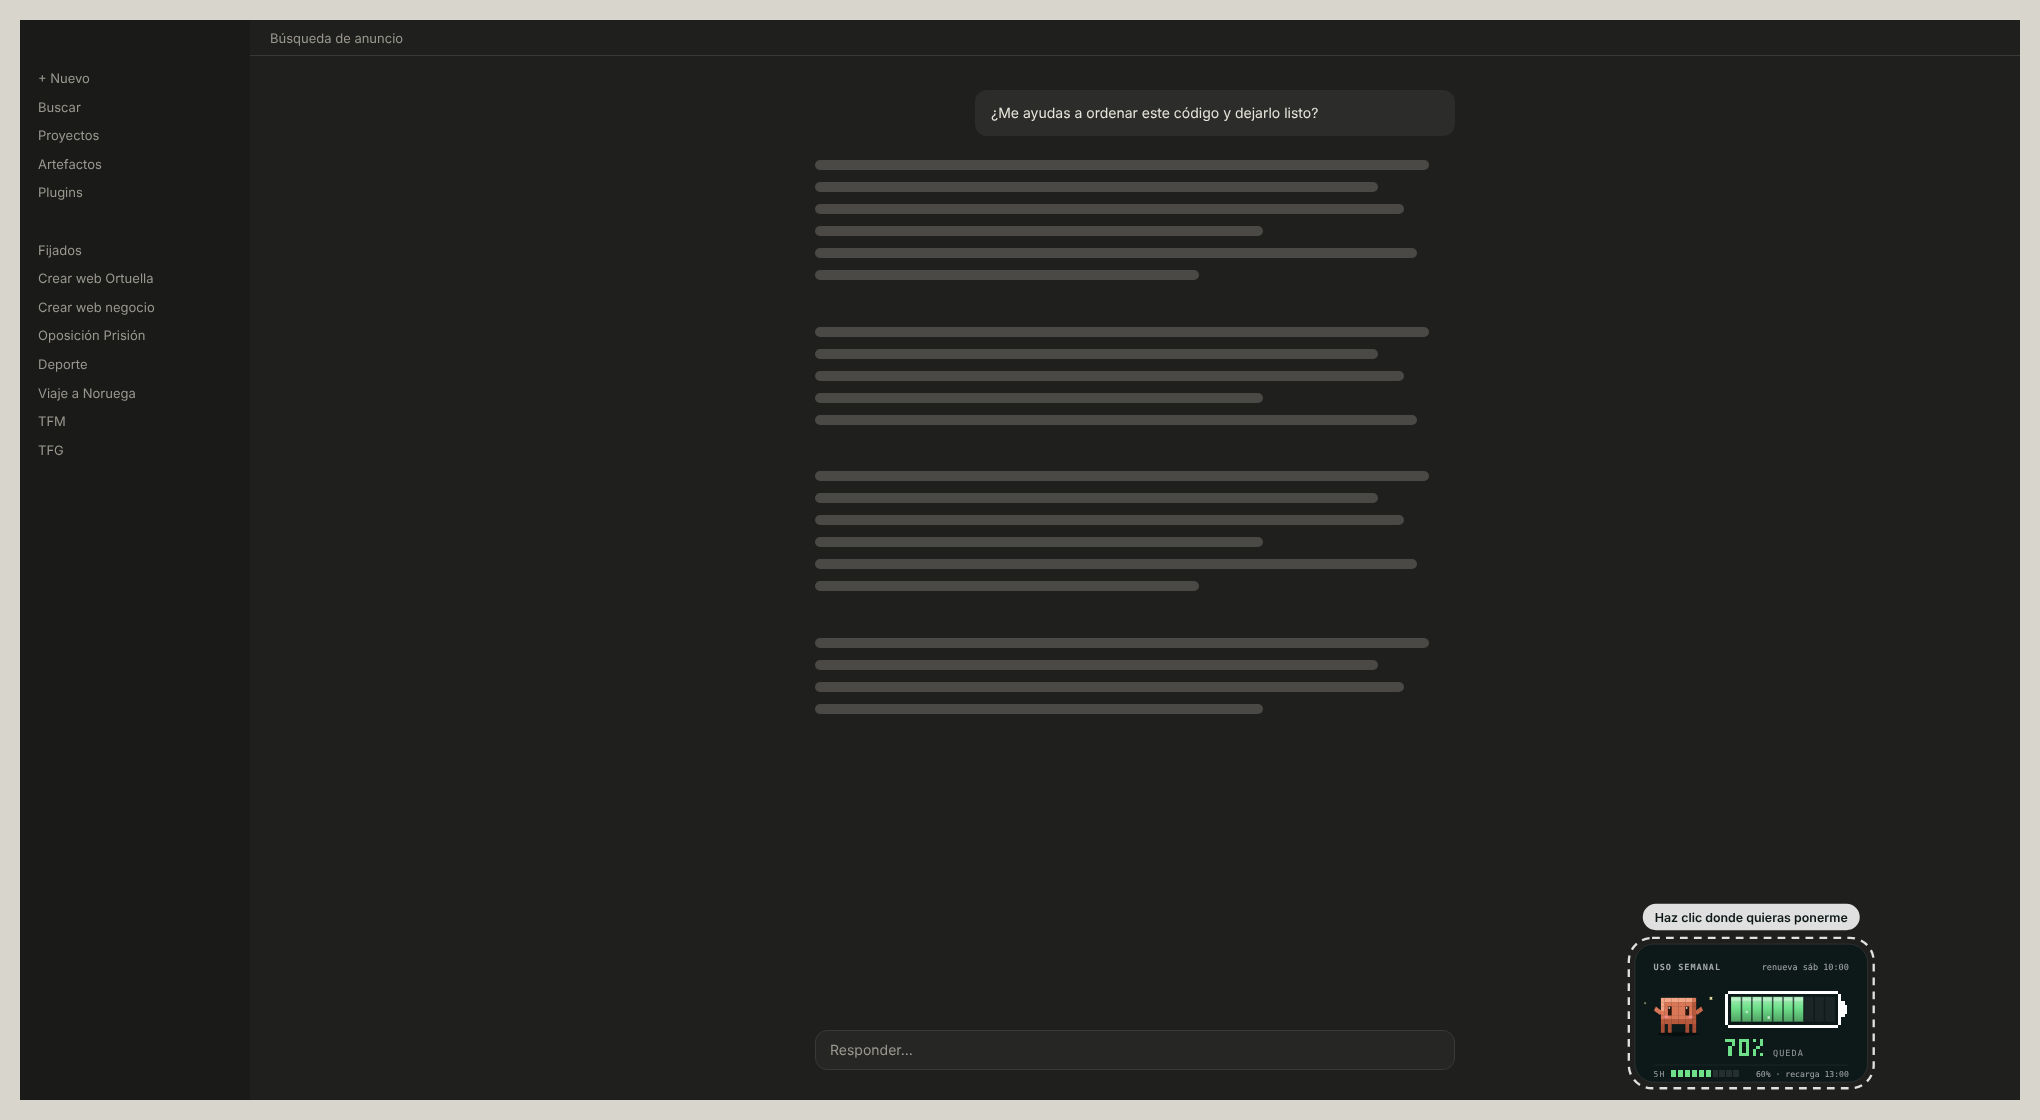 Búsqueda de anuncio
+ Nuevo
Buscar
Proyectos
Artefactos
Plugins
Fijados
Crear web Ortuella
Crear web negocio
Oposición Prisión
Deporte
Viaje a Noruega
TFM
TFG
¿Me ayudas a ordenar este código y dejarlo listo?
Responder...
Haz clic donde quieras ponerme
USO SEMANAL renueva sáb 10:00
70% QUEDA
5H 60% · recarga 13:00